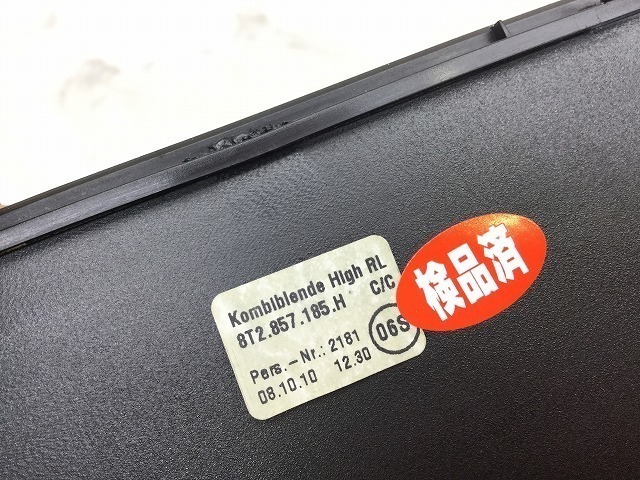 Kombiblende High RL
8T2.857.185.H C/C
Pers.-Nr.: 2181
08.10.10 12.30
06S
検品済